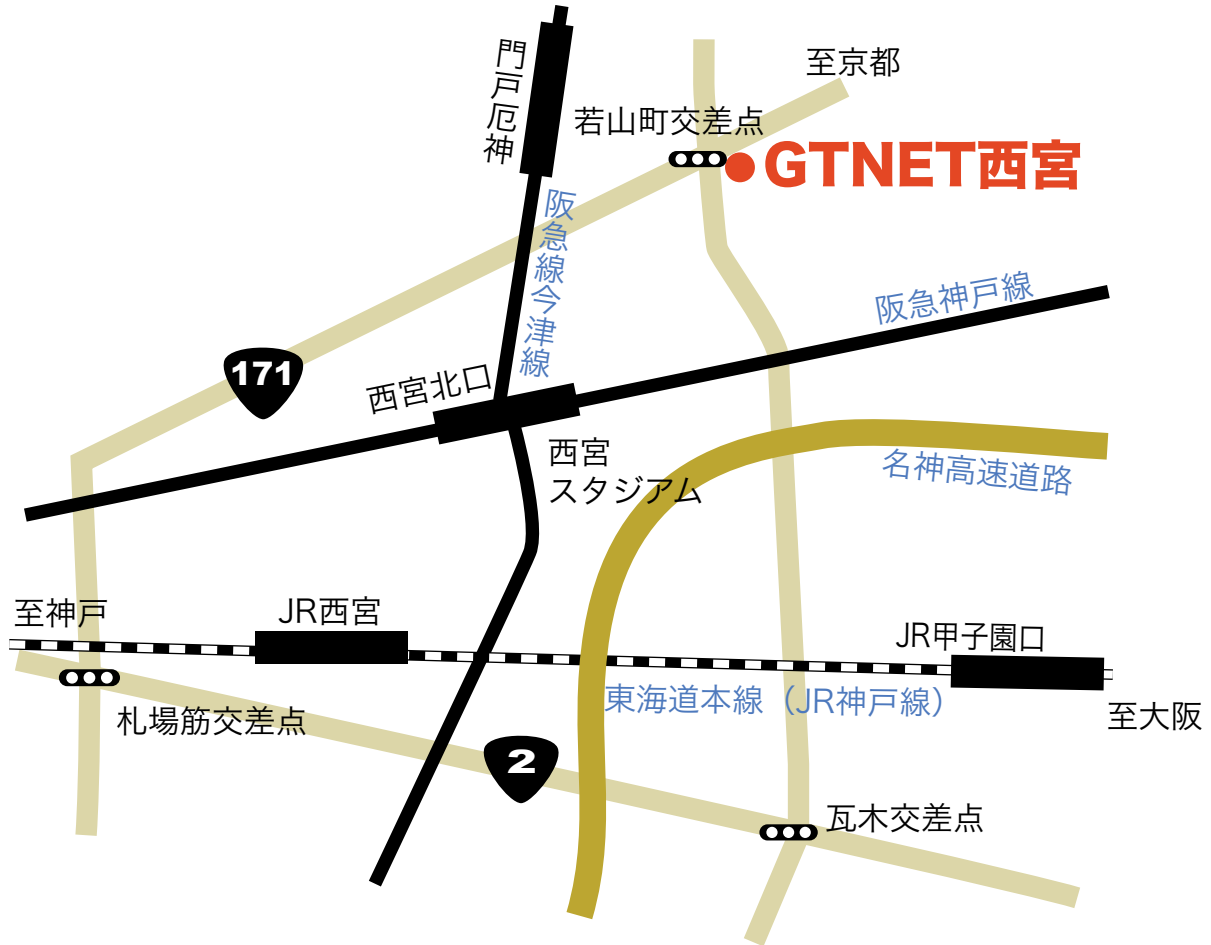 至京都
門戸厄神
若山町交差点
GTNET西宮
阪急線今津線
阪急神戸線
171
西宮北口
西宮
スタジアム
名神高速道路
至神戸
JR西宮
JR甲子園口
東海道本線（JR神戸線）
至大阪
札場筋交差点
2
瓦木交差点